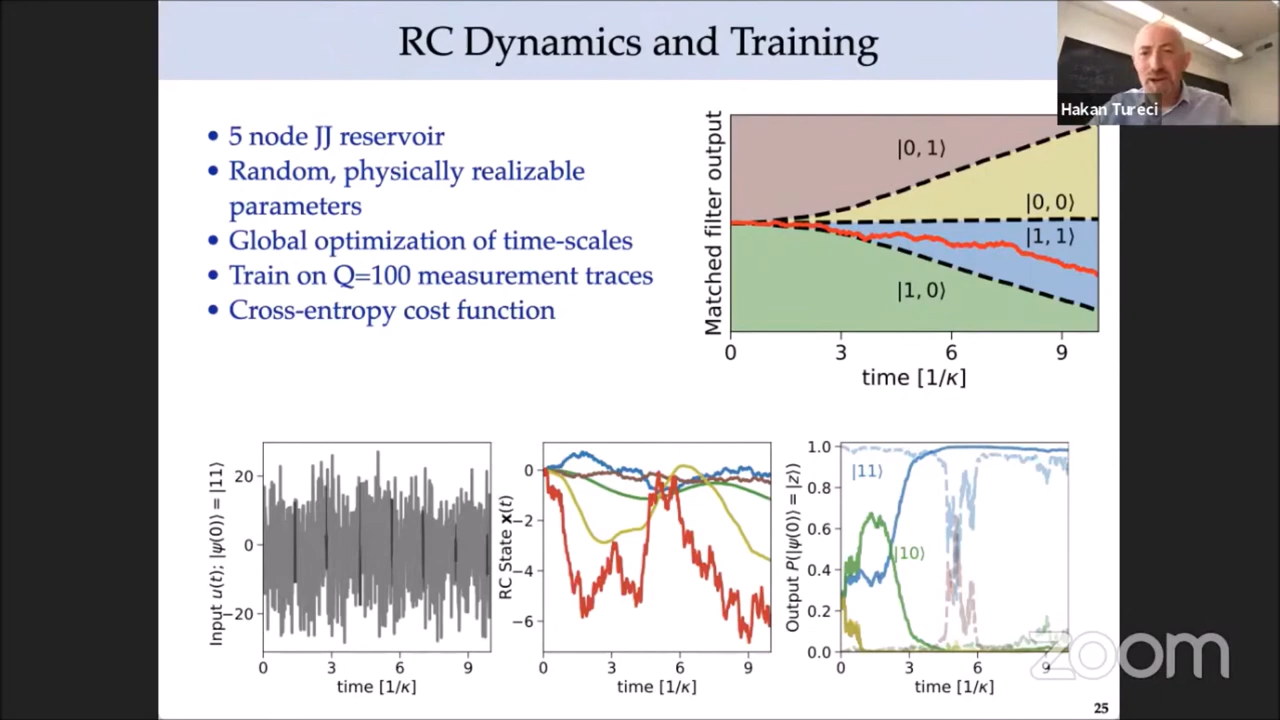 RC Dynamics and Training
Hakan Tureci
• 5 node JJ reservoir
• Random, physically realizable
parameters
• Global optimization of time-scales
• Train on Q=100 measurement traces
• Cross-entropy cost function
Matched filter output
|0, 1⟩
|0, 0⟩
|1, 1⟩
|1, 0⟩
0 3 6 9
time [1/κ]
Input u(t); |ψ(0)⟩ = |11⟩
20
0
−20
0 3 6 9
time [1/κ]
RC State x(t)
0
−2
−4
−6
0 3 6 9
time [1/κ]
Output P(|ψ(0)⟩ = |z⟩)
1.0
0.8
0.6
0.4
0.2
0.0
|11⟩
|10⟩
0 3 6 9
time [1/κ]
zoom
25